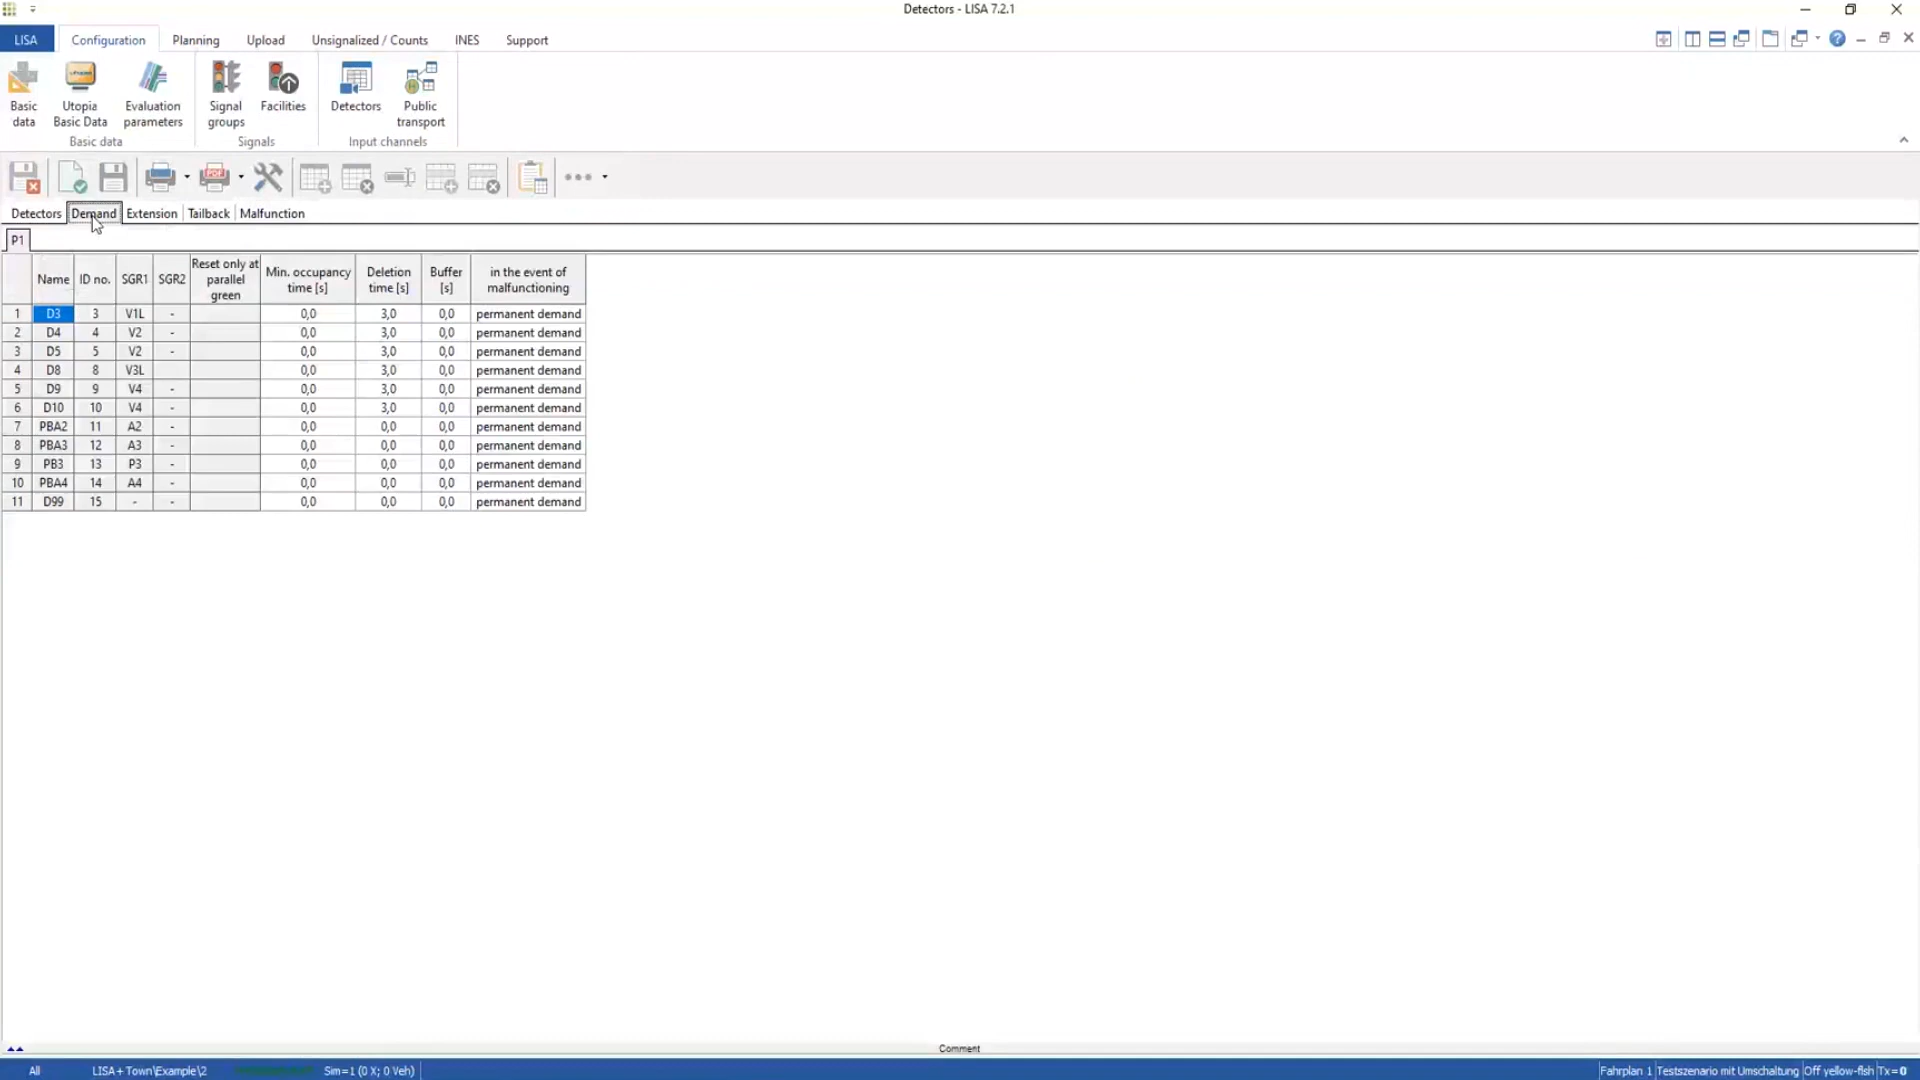 Detectors - LISA 7.2.1
LISA Configuration Planning Upload Unsignalized / Counts INES Support
Basic data
Utopia Basic Data
Evaluation parameters
Signal groups
Facilities
Detectors
Public transport
Basic data Signals Input channels
Detectors Demand Extension Tailback Malfunction
P1
Name ID no. SGR1 SGR2 Reset only at parallel green Min. occupancy time [s] Deletion time [s] Buffer [s] in the event of malfunctioning
1 D3 3 V1L - 0,0 3,0 0,0 permanent demand
2 D4 4 V2 - 0,0 3,0 0,0 permanent demand
3 D5 5 V2 - 0,0 3,0 0,0 permanent demand
4 D8 8 V3L 0,0 3,0 0,0 permanent demand
5 D9 9 V4 - 0,0 3,0 0,0 permanent demand
6 D10 10 V4 - 0,0 3,0 0,0 permanent demand
7 PBA2 11 A2 - 0,0 0,0 0,0 permanent demand
8 PBA3 12 A3 - 0,0 0,0 0,0 permanent demand
9 PB3 13 P3 - 0,0 0,0 0,0 permanent demand
10 PBA4 14 A4 - 0,0 0,0 0,0 permanent demand
11 D99 15 - - 0,0 0,0 0,0 permanent demand
Comment
All LISA+ Town\Example\2 Sim=1 (0 X; 0 Veh) Fahrplan 1 Testszenario mit Umschaltung Off yellow-flsh Tx=0